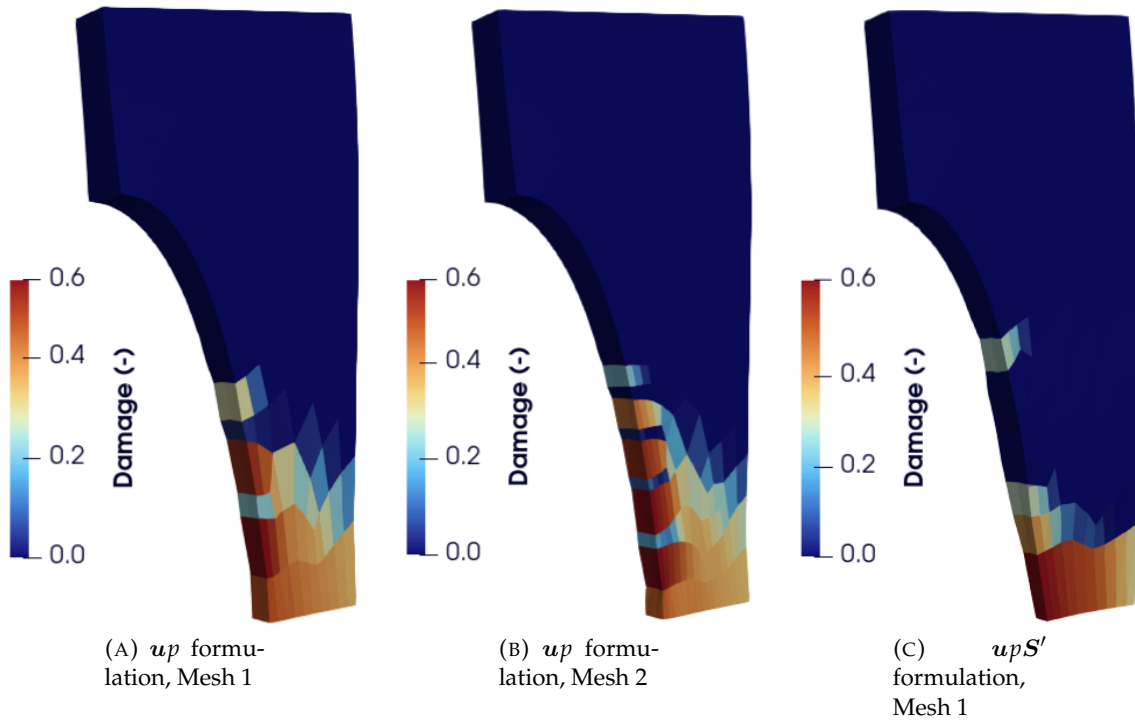 0.6
0.4
0.2
0.0
Damage (-)
0.6
0.4
0.2
0.0
Damage (-)
0.6
0.4
0.2
0.0
Damage (-)
(A) up formu-
lation, Mesh 1
(B) up formu-
lation, Mesh 2
(C) upS′
formulation,
Mesh 1